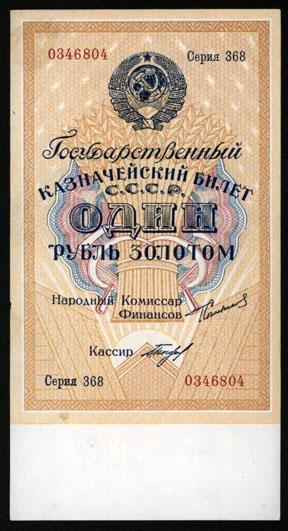 0346804 Серия 368
Государственный
КАЗНАЧЕЙСКИЙ БИЛЕТ
С.С.С.Р.
ОДИН
РУБЛЬ ЗОЛОТОМ
Народный Комиссар
Финансов
Кассир
Серия 368 0346804